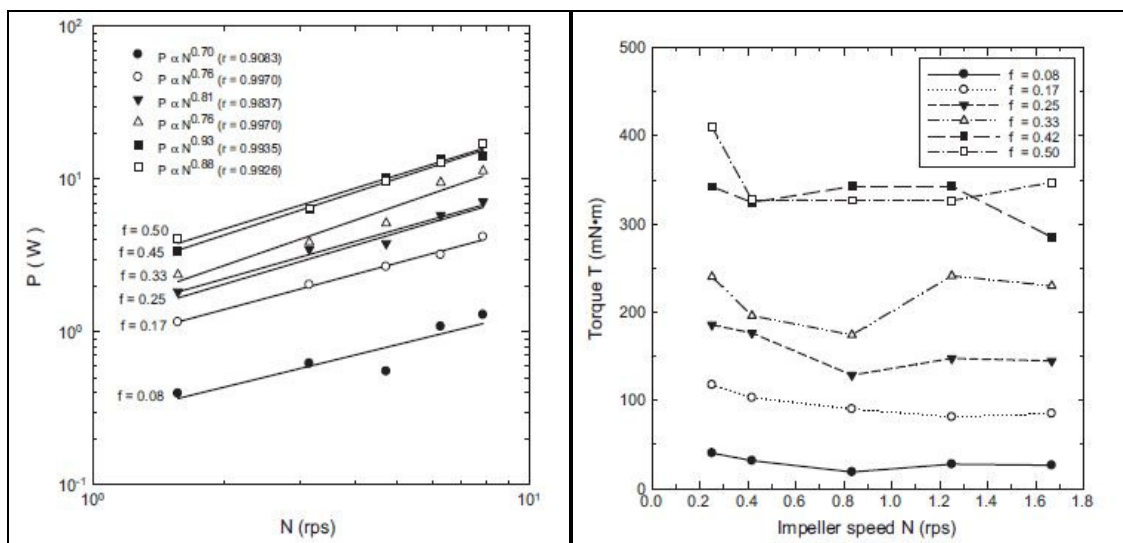 10²
P α N^0.70 (r = 0.9083)
P α N^0.76 (r = 0.9970)
P α N^0.81 (r = 0.9837)
P α N^0.76 (r = 0.9970)
P α N^0.93 (r = 0.9935)
P α N^0.88 (r = 0.9926)
10¹
P ( W )
f = 0.50
f = 0.45
f = 0.33
f = 0.25
f = 0.17
10⁰
f = 0.08
10⁻¹
10⁰
10¹
N (rps)
500
f = 0.08
f = 0.17
f = 0.25
f = 0.33
f = 0.42
f = 0.50
400
300
Torque T (mN•m)
200
100
0
0.0 0.2 0.4 0.6 0.8 1.0 1.2 1.4 1.6 1.8
Impeller speed N (rps)